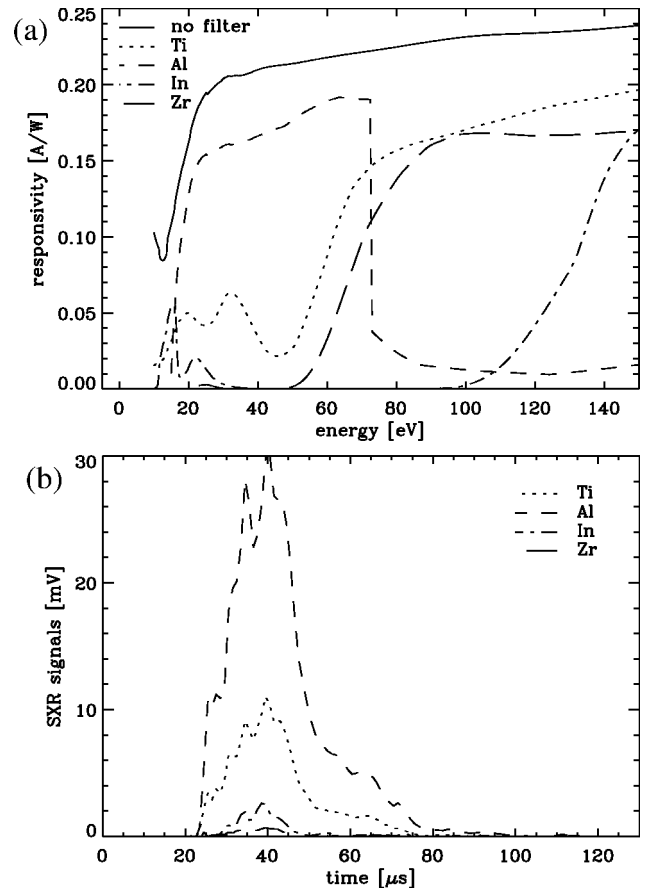 (a)
no filter
Ti
Al
In
Zr
0.25
0.20
0.15
0.10
0.05
0.00
responsivity [A/W]
0 20 40 60 80 100 120 140
energy [eV]
(b)
30
20
10
0
SXR signals [mV]
Ti
Al
In
Zr
0 20 40 60 80 100 120
time [μs]